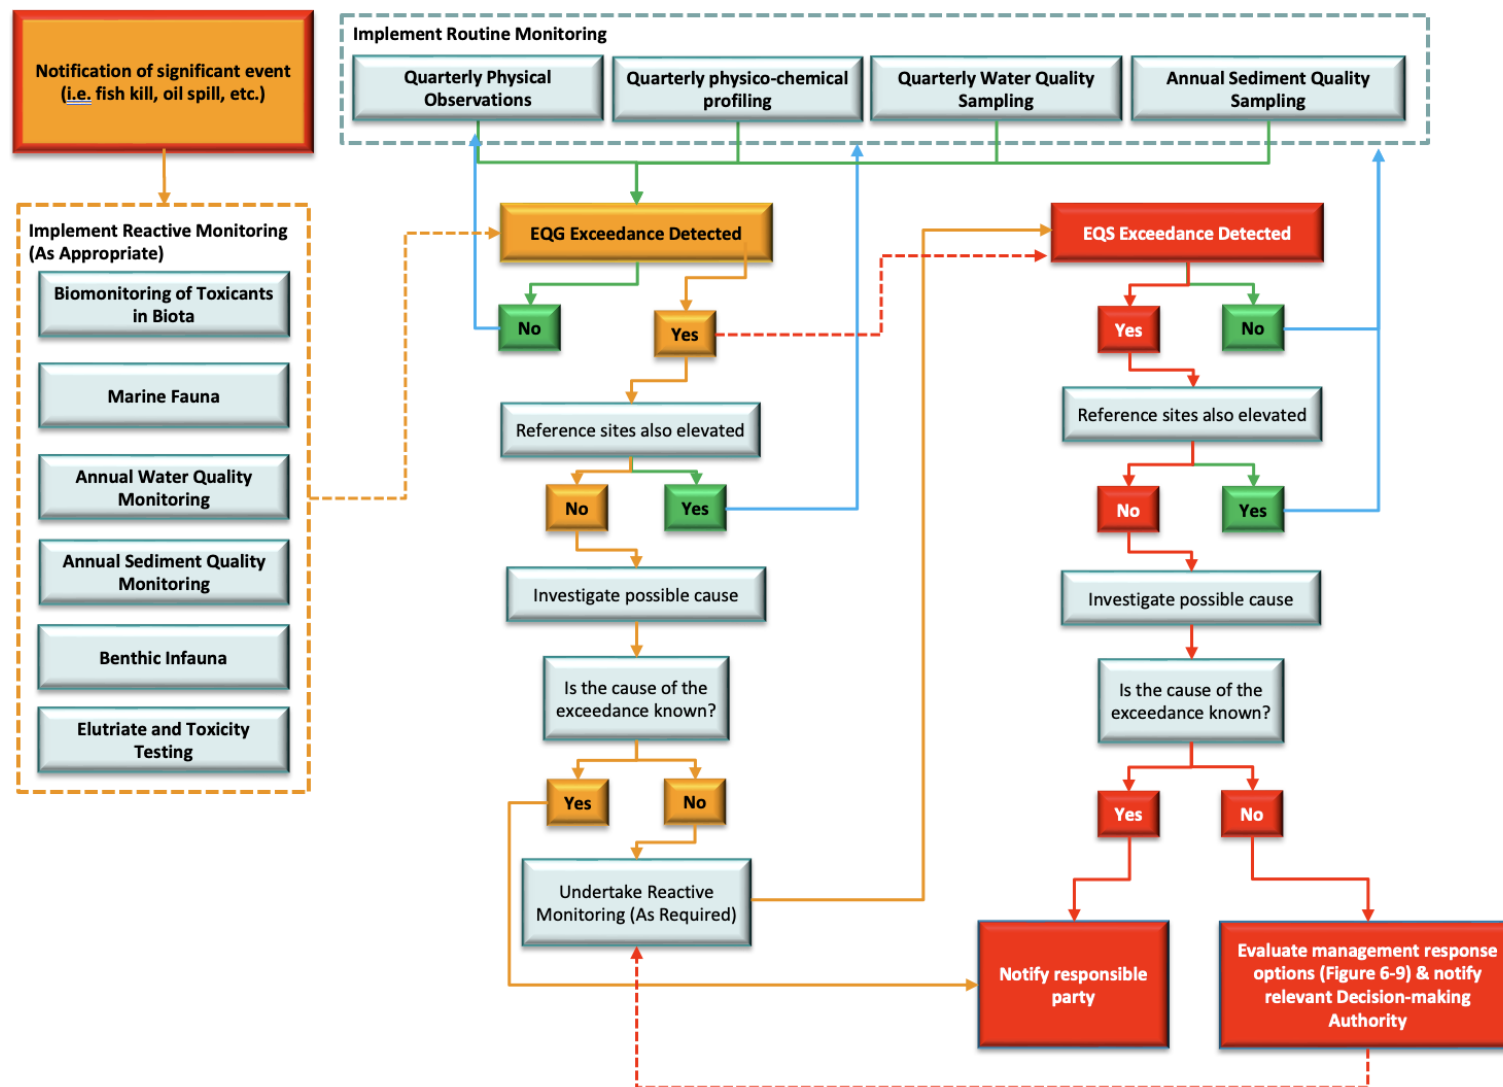 Notification of significant event
(i.e. fish kill, oil spill, etc.)
Implement Routine Monitoring
Quarterly Physical
Observations
Quarterly physico-chemical
profiling
Quarterly Water Quality
Sampling
Annual Sediment Quality
Sampling
Implement Reactive Monitoring
(As Appropriate)
Biomonitoring of Toxicants
in Biota
Marine Fauna
Annual Water Quality
Monitoring
Annual Sediment Quality
Monitoring
Benthic Infauna
Elutriate and Toxicity
Testing
EQG Exceedance Detected
No
Yes
Reference sites also elevated
No
Yes
Investigate possible cause
Is the cause of the
exceedance known?
Yes
No
Undertake Reactive
Monitoring (As Required)
EQS Exceedance Detected
Yes
No
Reference sites also elevated
No
Yes
Investigate possible cause
Is the cause of the
exceedance known?
Yes
No
Notify responsible
party
Evaluate management response
options (Figure 6-9) & notify
relevant Decision-making
Authority